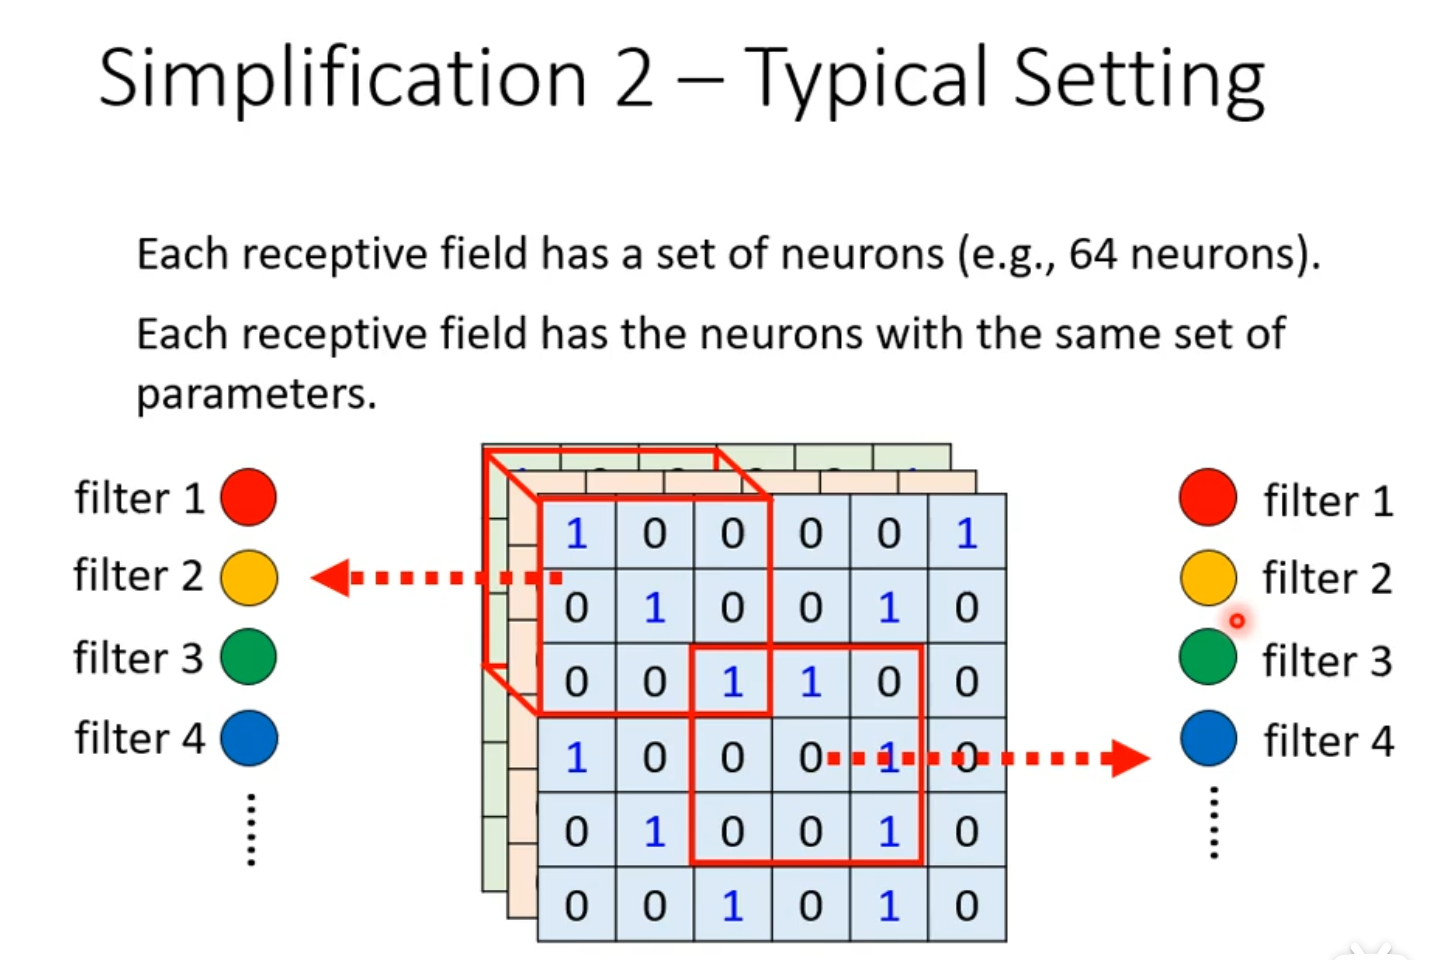 Simplification 2 – Typical Setting
Each receptive field has a set of neurons (e.g., 64 neurons).
Each receptive field has the neurons with the same set of
parameters.
filter 1
filter 2
filter 3
filter 4
1 0 0 0 0 1
0 1 0 0 1 0
0 0 1 1 0 0
1 0 0 0 1 0
0 1 0 0 1 0
0 0 1 0 1 0
filter 1
filter 2
filter 3
filter 4